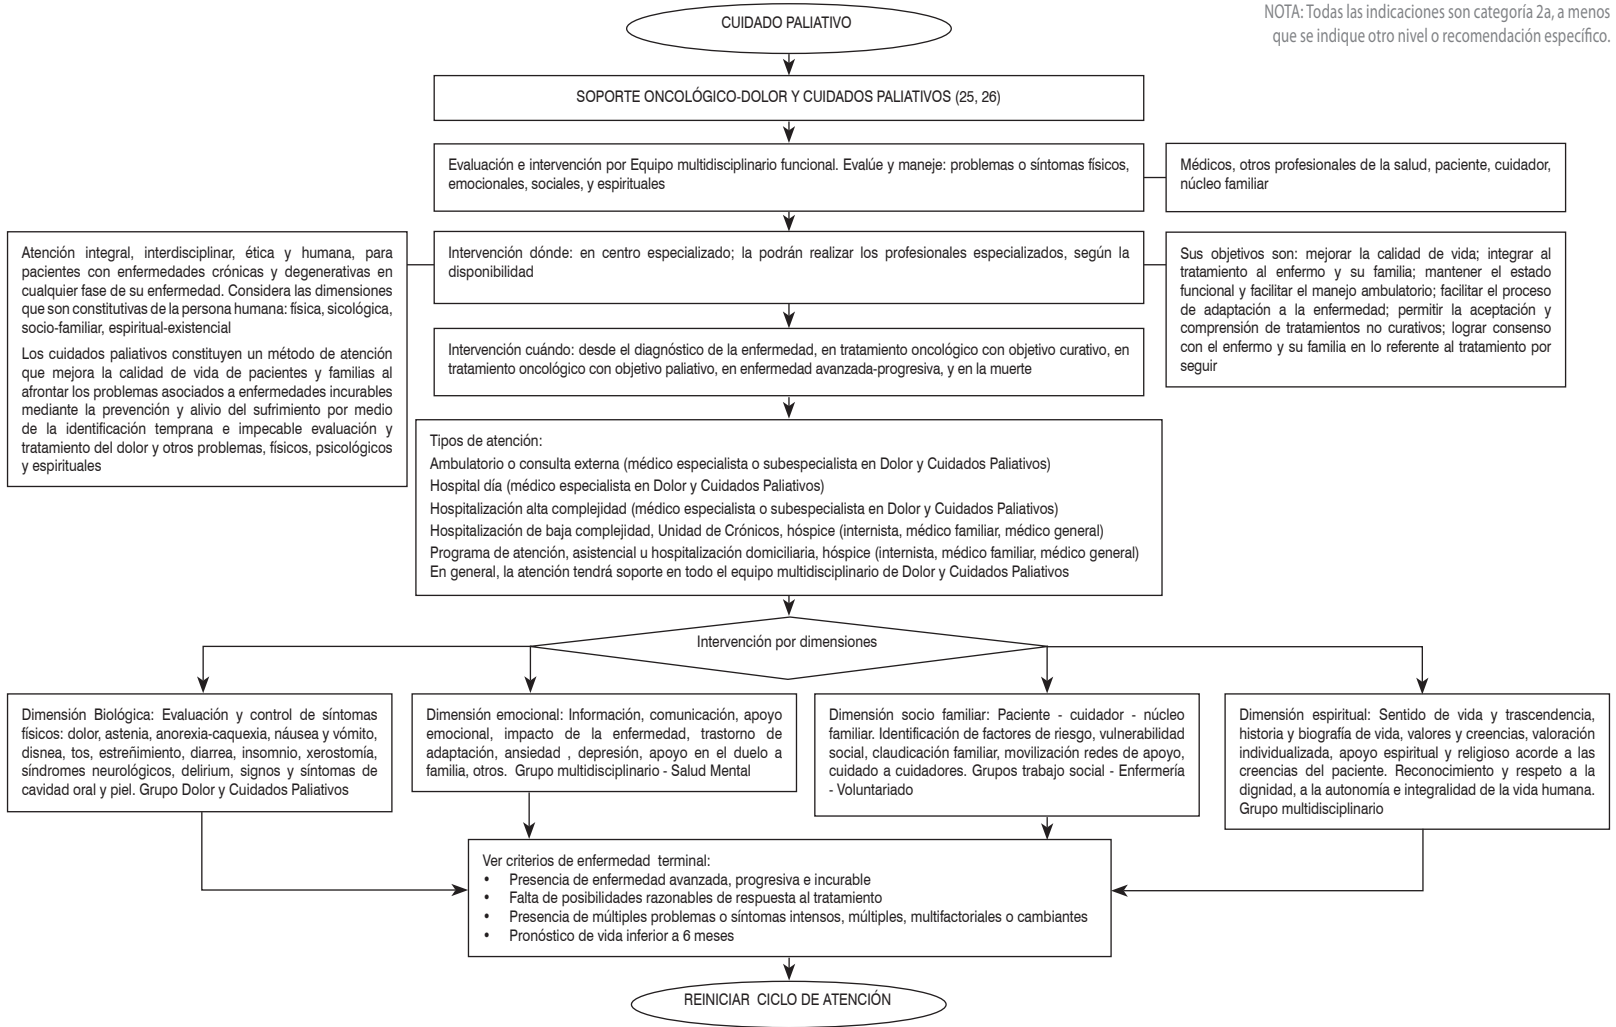 NOTA: Todas las indicaciones son categoría 2a, a menos
que se indique otro nivel o recomendación específico.
CUIDADO PALIATIVO
SOPORTE ONCOLÓGICO-DOLOR Y CUIDADOS PALIATIVOS (25, 26)
Evaluación e intervención por Equipo multidisciplinario funcional. Evalúe y maneje: problemas o síntomas físicos,
emocionales, sociales, y espirituales
Médicos, otros profesionales de la salud, paciente, cuidador,
núcleo familiar
Atención integral, interdisciplinar, ética y humana, para
pacientes con enfermedades crónicas y degenerativas en
cualquier fase de su enfermedad. Considera las dimensiones
que son constitutivas de la persona humana: física, sicológica,
socio-familiar, espiritual-existencial
Los cuidados paliativos constituyen un método de atención
que mejora la calidad de vida de pacientes y familias al
afrontar los problemas asociados a enfermedades incurables
mediante la prevención y alivio del sufrimiento por medio
de la identificación temprana e impecable evaluación y
tratamiento del dolor y otros problemas, físicos, psicológicos
y espirituales
Intervención dónde: en centro especializado; la podrán realizar los profesionales especializados, según la
disponibilidad
Sus objetivos son: mejorar la calidad de vida; integrar al
tratamiento al enfermo y su familia; mantener el estado
funcional y facilitar el manejo ambulatorio; facilitar el proceso
de adaptación a la enfermedad; permitir la aceptación y
comprensión de tratamientos no curativos; lograr consenso
con el enfermo y su familia en lo referente al tratamiento por
seguir
Intervención cuándo: desde el diagnóstico de la enfermedad, en tratamiento oncológico con objetivo curativo, en
tratamiento oncológico con objetivo paliativo, en enfermedad avanzada-progresiva, y en la muerte
Tipos de atención:
Ambulatorio o consulta externa (médico especialista o subespecialista en Dolor y Cuidados Paliativos)
Hospital día (médico especialista en Dolor y Cuidados Paliativos)
Hospitalización alta complejidad (médico especialista o subespecialista en Dolor y Cuidados Paliativos)
Hospitalización de baja complejidad, Unidad de Crónicos, hóspice (internista, médico familiar, médico general)
Programa de atención, asistencial u hospitalización domiciliaria, hóspice (internista, médico familiar, médico general)
En general, la atención tendrá soporte en todo el equipo multidisciplinario de Dolor y Cuidados Paliativos
Intervención por dimensiones
Dimensión Biológica: Evaluación y control de síntomas
físicos: dolor, astenia, anorexia-caquexia, náusea y vómito,
disnea, tos, estreñimiento, diarrea, insomnio, xerostomía,
síndromes neurológicos, delirium, signos y síntomas de
cavidad oral y piel. Grupo Dolor y Cuidados Paliativos
Dimensión emocional: Información, comunicación, apoyo
emocional, impacto de la enfermedad, trastorno de
adaptación, ansiedad , depresión, apoyo en el duelo a
familia, otros. Grupo multidisciplinario - Salud Mental
Dimensión socio familiar: Paciente - cuidador - núcleo
familiar. Identificación de factores de riesgo, vulnerabilidad
social, claudicación familiar, movilización redes de apoyo,
cuidado a cuidadores. Grupos trabajo social - Enfermería
- Voluntariado
Dimensión espiritual: Sentido de vida y trascendencia,
historia y biografía de vida, valores y creencias, valoración
individualizada, apoyo espiritual y religioso acorde a las
creencias del paciente. Reconocimiento y respeto a la
dignidad, a la autonomía e integralidad de la vida humana.
Grupo multidisciplinario
Ver criterios de enfermedad terminal:
• Presencia de enfermedad avanzada, progresiva e incurable
• Falta de posibilidades razonables de respuesta al tratamiento
• Presencia de múltiples problemas o síntomas intensos, múltiples, multifactoriales o cambiantes
• Pronóstico de vida inferior a 6 meses
REINICIAR CICLO DE ATENCIÓN